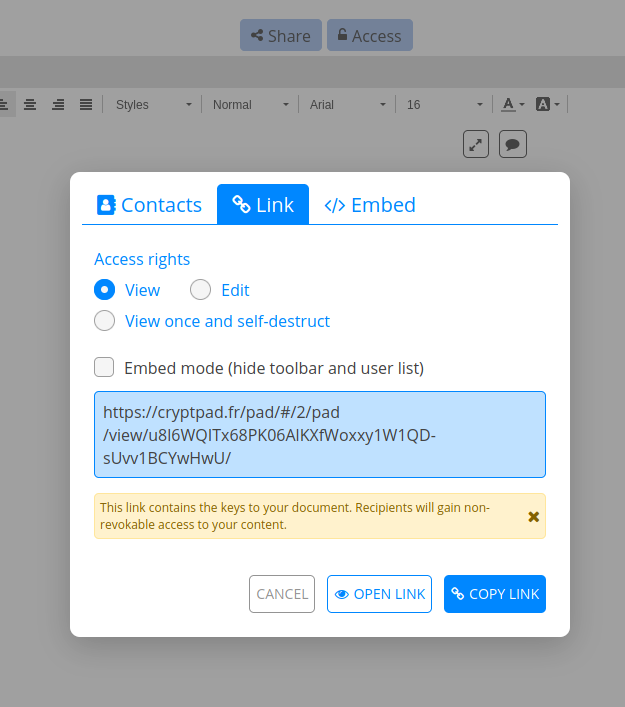 Share Access
Styles Normal Arial 16 A A
Contacts Link </> Embed
Access rights
View Edit
View once and self-destruct
Embed mode (hide toolbar and user list)
https://cryptpad.fr/pad/#/2/pad
/view/u8I6WQITx68PK06AlKXfWoxxy1W1QD-
sUvv1BCYwHwU/
This link contains the keys to your document. Recipients will gain non-
revokable access to your content.
CANCEL OPEN LINK COPY LINK